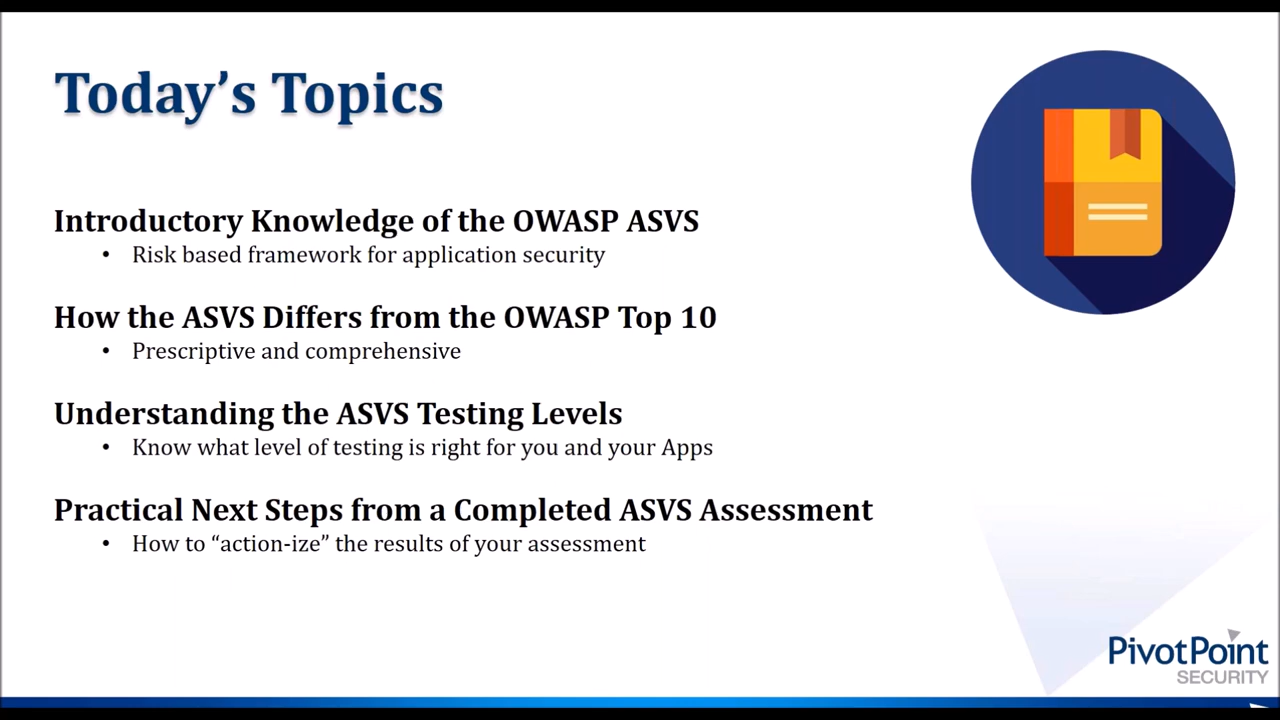 Today's Topics
Introductory Knowledge of the OWASP ASVS
• Risk based framework for application security
How the ASVS Differs from the OWASP Top 10
• Prescriptive and comprehensive
Understanding the ASVS Testing Levels
• Know what level of testing is right for you and your Apps
Practical Next Steps from a Completed ASVS Assessment
• How to “action-ize” the results of your assessment
PivotPoint
SECURITY